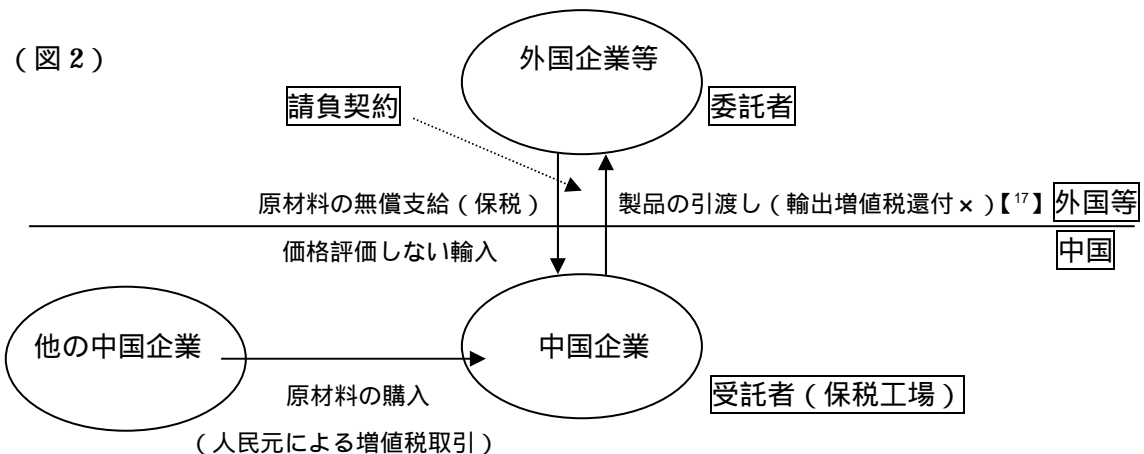 (図2)
外国企業等
請負契約
委託者
原材料の無償支給(保税)
製品の引渡し(輸出増値税還付×)【17】
外国等
価格評価しない輸入
中国
他の中国企業
中国企業
原材料の購入
受託者(保税工場)
(人民元による増値税取引)